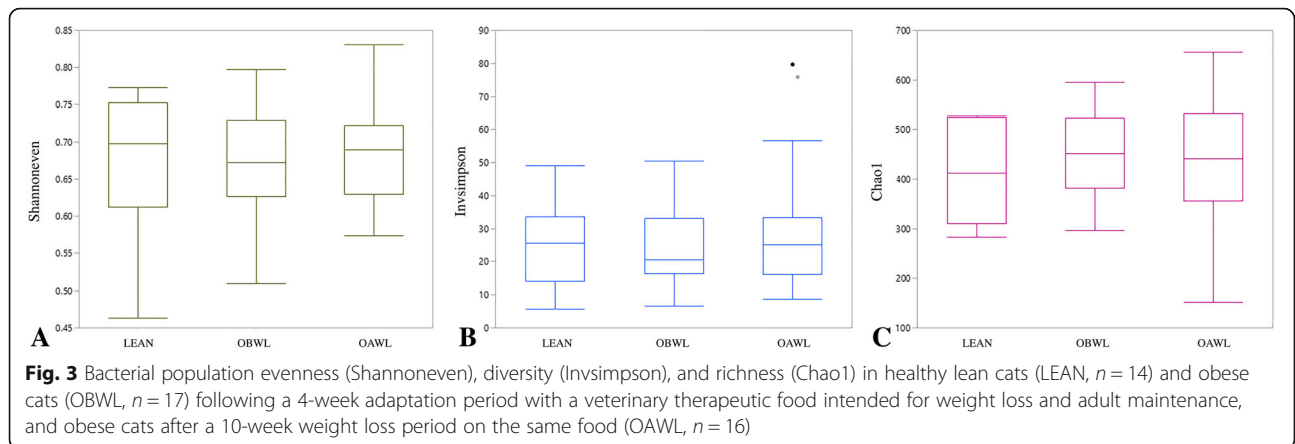 0.85
0.80
0.75
0.70
0.65
0.60
0.55
0.50
0.45
Shannoneven
A
LEAN OBWL OAWL
90
80
70
60
50
40
30
20
10
0
Invsimpson
B
LEAN OBWL OAWL
700
600
500
400
300
200
100
Chao1
C
LEAN OBWL OAWL
Fig. 3 Bacterial population evenness (Shannoneven), diversity (Invsimpson), and richness (Chao1) in healthy lean cats (LEAN, n = 14) and obese
cats (OBWL, n = 17) following a 4-week adaptation period with a veterinary therapeutic food intended for weight loss and adult maintenance,
and obese cats after a 10-week weight loss period on the same food (OAWL, n = 16)